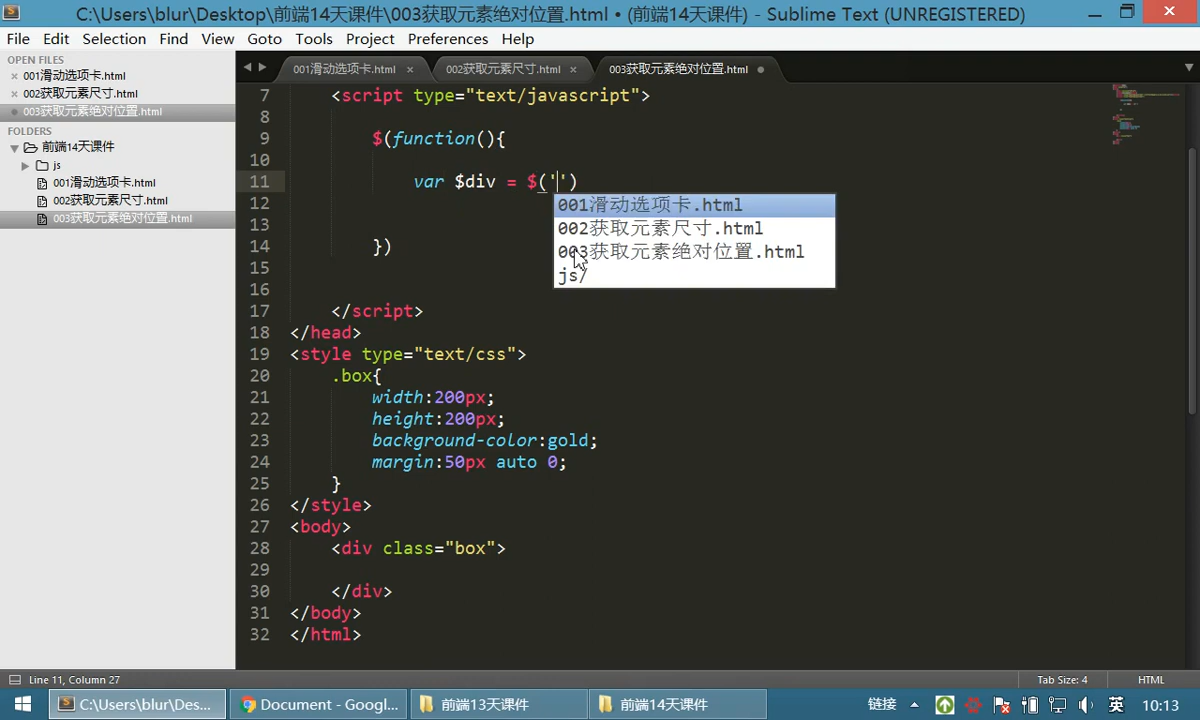 C:\Users\blur\Desktop\前端14天课件\003获取元素绝对位置.html • (前端14天课件) - Sublime Text (UNREGISTERED)
File Edit Selection Find View Goto Tools Project Preferences Help
OPEN FILES
001滑动选项卡.html
002获取元素尺寸.html
003获取元素绝对位置.html
FOLDERS
前端14天课件
js
001滑动选项卡.html
002获取元素尺寸.html
003获取元素绝对位置.html
001滑动选项卡.html × 002获取元素尺寸.html × 003获取元素绝对位置.html
7 <script type="text/javascript">
8
9 $(function(){
10
11 var $div = $('')
12
13
14 })
15
16
17 </script>
18 </head>
19 <style type="text/css">
20 .box{
21 width:200px;
22 height:200px;
23 background-color:gold;
24 margin:50px auto 0;
25 }
26 </style>
27 <body>
28 <div class="box">
29
30 </div>
31 </body>
32 </html>
001滑动选项卡.html
002获取元素尺寸.html
003获取元素绝对位置.html
js/
Line 11, Column 27 Tab Size: 4 HTML
C:\Users\blur\Des... Document - Googl... 前端13天课件 前端14天课件 链接 英 10:13